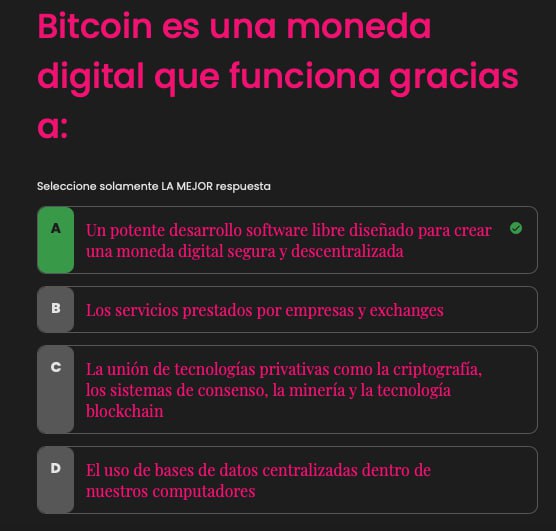 Bitcoin es una moneda
digital que funciona gracias
a:
Seleccione solamente LA MEJOR respuesta
A
Un potente desarrollo software libre diseñado para crear
una moneda digital segura y descentralizada
B
Los servicios prestados por empresas y exchanges
C
La unión de tecnologías privativas como la criptografía,
los sistemas de consenso, la minería y la tecnología
blockchain
D
El uso de bases de datos centralizadas dentro de
nuestros computadores